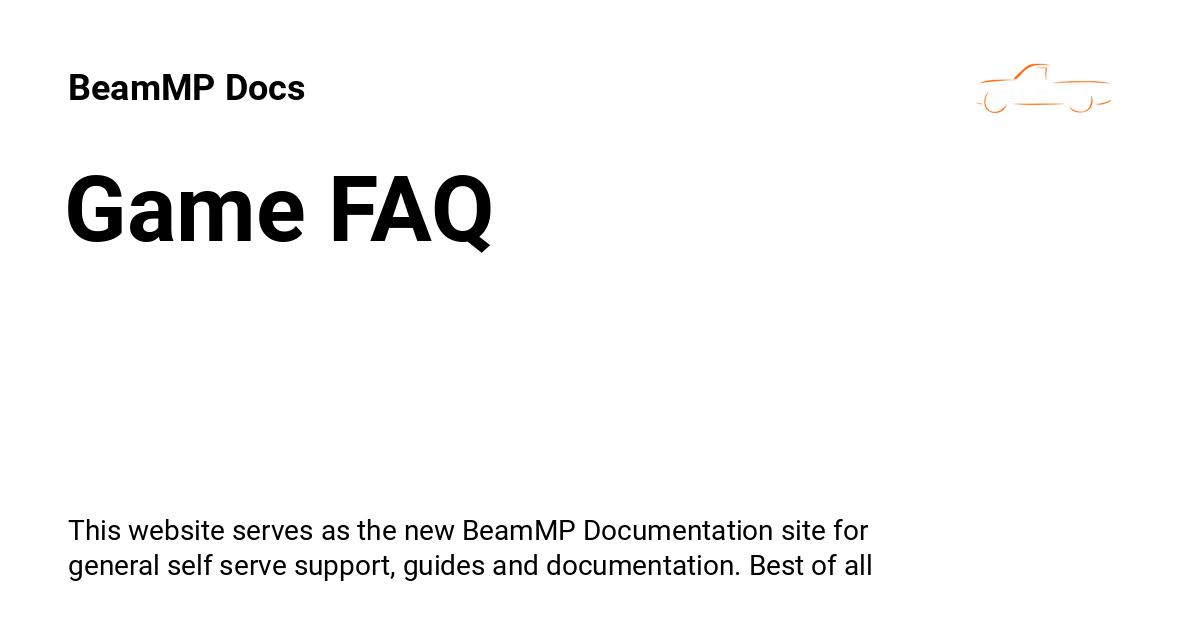 BeamMP Docs
Game FAQ
This website serves as the new BeamMP Documentation site for
general self serve support, guides and documentation. Best of all